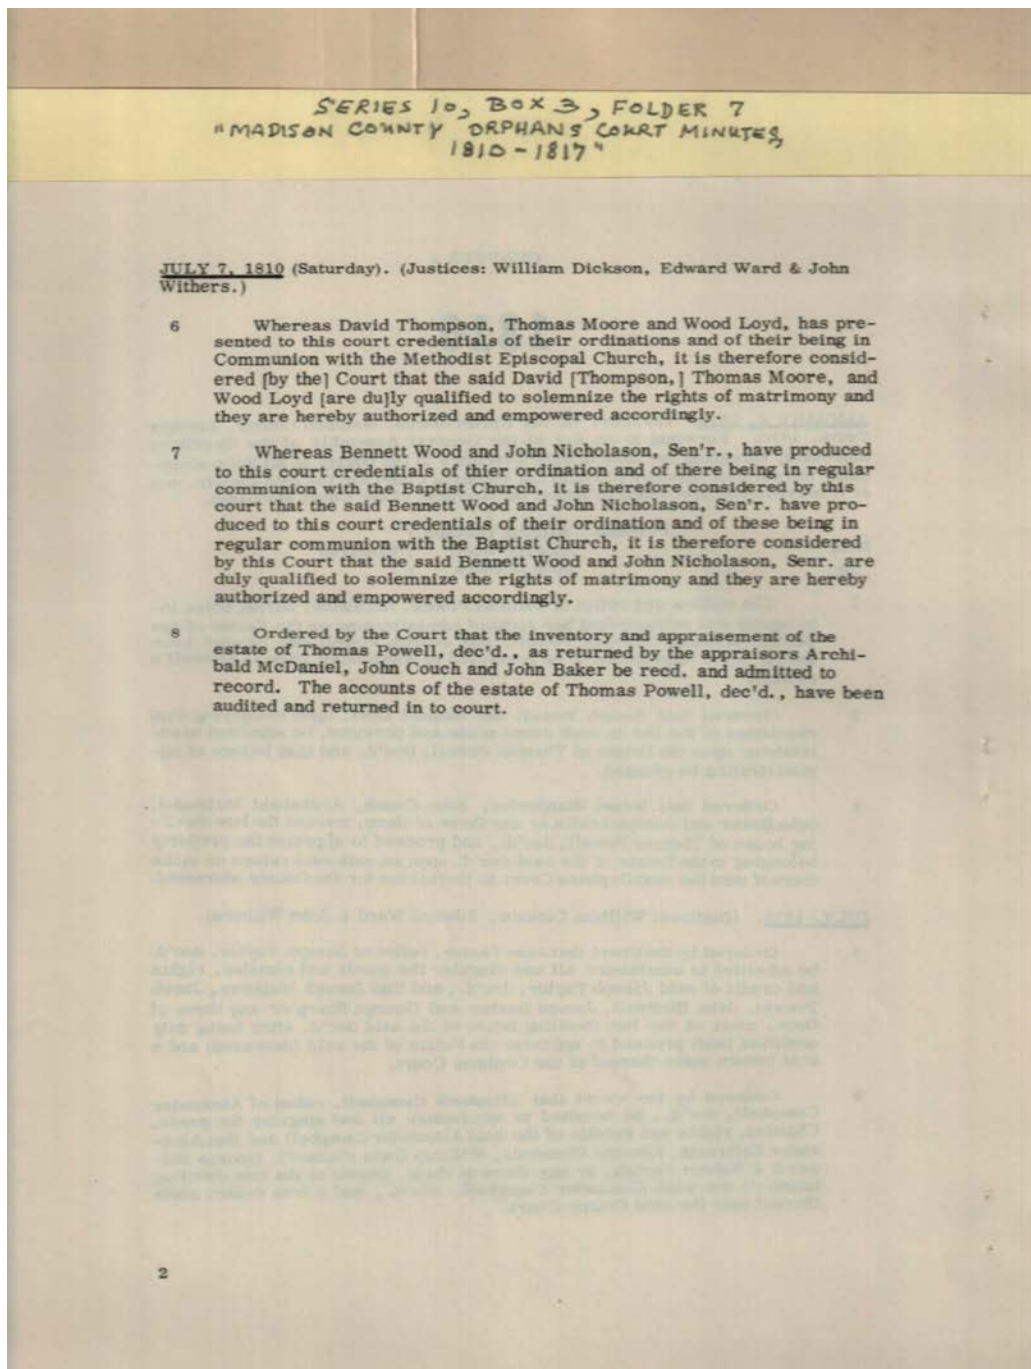 SERIES 10, BOX 3, FOLDER 7
"MADISON COUNTY ORPHANS COURT MINUTES,
1810-1817"
JULY 7, 1810 (Saturday). (Justices: William Dickson, Edward Ward & John
Withers.)
6 Whereas David Thompson, Thomas Moore and Wood Loyd, has pre-
sented to this court credentials of their ordinations and of their being in
Communion with the Methodist Episcopal Church, it is therefore consid-
ered [by the] Court that the said David [Thompson,] Thomas Moore, and
Wood Loyd [are du]ly qualified to solemnize the rights of matrimony and
they are hereby authorized and empowered accordingly.
7 Whereas Bennett Wood and John Nicholason, Sen'r., have produced
to this court credentials of thier ordination and of there being in regular
communion with the Baptist Church, it is therefore considered by this
court that the said Bennett Wood and John Nicholason, Sen'r. have pro-
duced to this court credentials of their ordination and of these being in
regular communion with the Baptist Church, it is therefore considered
by this Court that the said Bennett Wood and John Nicholason, Senr. are
duly qualified to solemnize the rights of matrimony and they are hereby
authorized and empowered accordingly.
8 Ordered by the Court that the inventory and appraisement of the
estate of Thomas Powell, dec'd., as returned by the appraisors Archi-
bald McDaniel, John Couch and John Baker be recd. and admitted to
record. The accounts of the estate of Thomas Powell, dec'd., have been
audited and returned in to court.
2